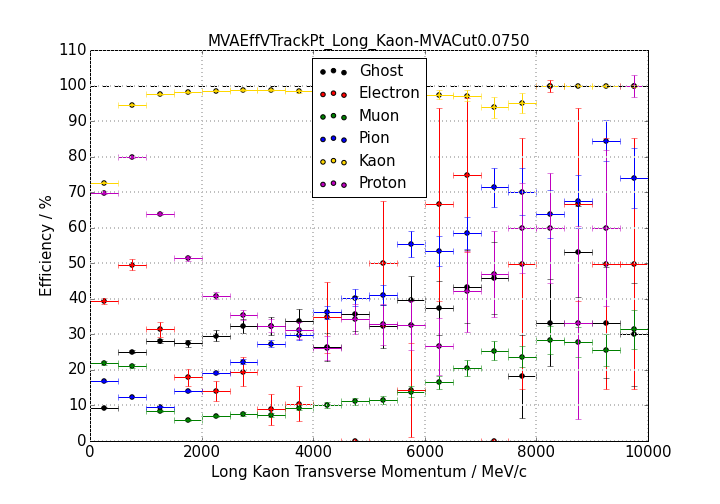 MVAEffVTrackPt_Long_Kaon-MVACut0.0750
110
100
90
80
70
60
50
40
30
20
10
0
Efficiency / %
Ghost
Electron
Muon
Pion
Kaon
Proton
0 2000 4000 6000 8000 10000
Long Kaon Transverse Momentum / MeV/c